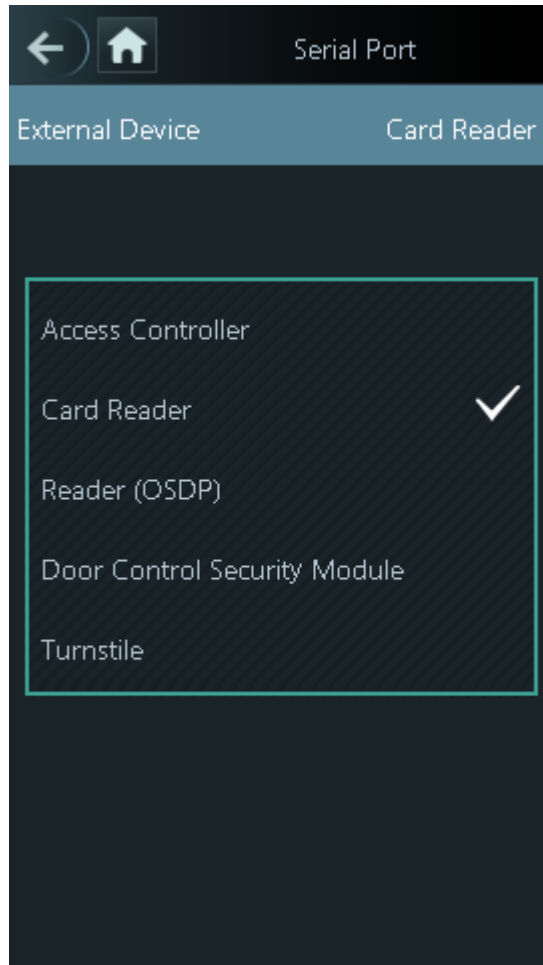 Serial Port
External Device Card Reader
Access Controller
Card Reader
Reader (OSDP)
Door Control Security Module
Turnstile